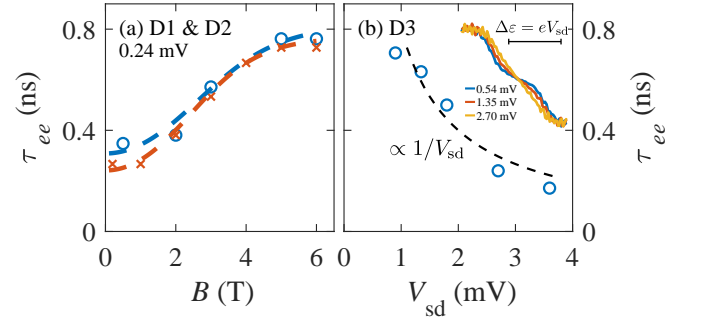 (a) D1 & D2
0.24 mV
0.8
0.4
0
τ ee (ns)
0 2 4 6
B (T)
(b) D3
Δε = eVsd
0.54 mV
1.35 mV
2.70 mV
∝ 1/Vsd
0.8
0.4
0
τ ee (ns)
0 1 2 3 4
Vsd (mV)